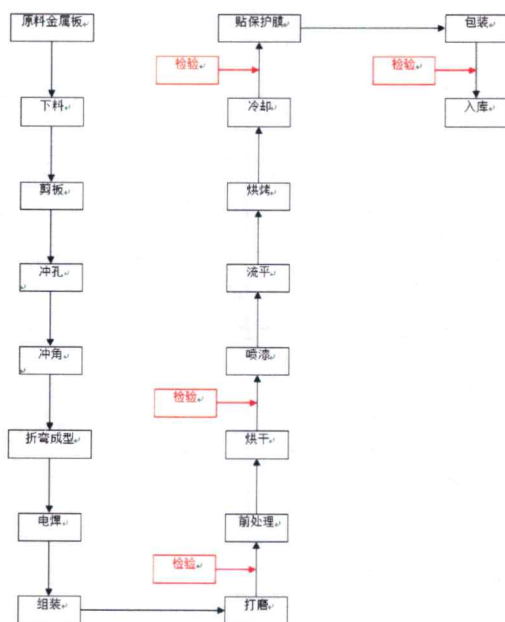 原料金属板
下料
剪板
冲孔
冲角
折弯成型
电焊
组装
打磨
检验
前处理
烘干
检验
喷漆
流平
烘烤
冷却
检验
贴保护膜
包装
检验
入库